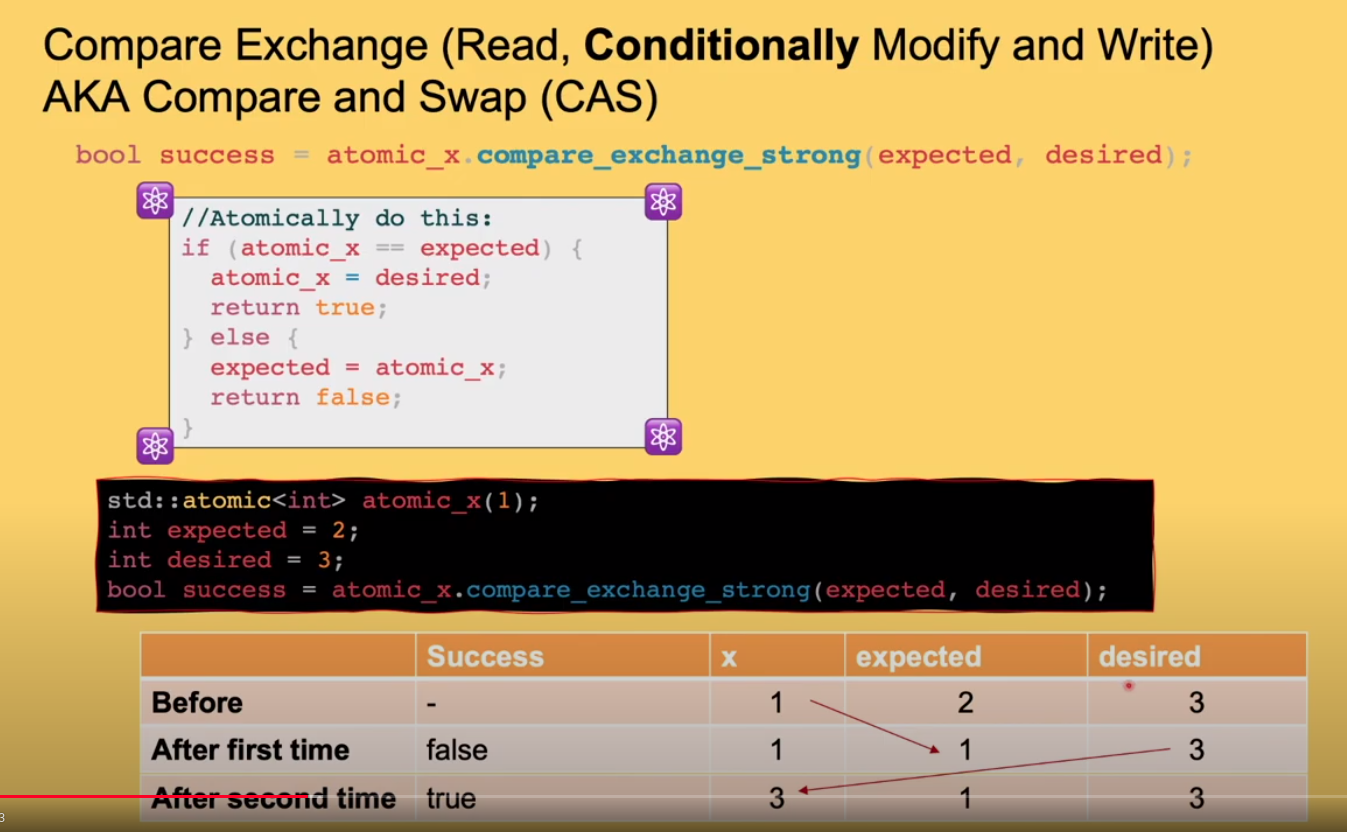 Compare Exchange (Read, Conditionally Modify and Write)
AKA Compare and Swap (CAS)
bool success = atomic_x.compare_exchange_strong(expected, desired);
//Atomically do this:
if (atomic_x == expected) {
  atomic_x = desired;
  return true;
} else {
  expected = atomic_x;
  return false;
}
std::atomic<int> atomic_x(1);
int expected = 2;
int desired = 3;
bool success = atomic_x.compare_exchange_strong(expected, desired);
Success x expected desired
Before - 1 2 3
After first time false 1 1 3
After second time true 3 1 3
3